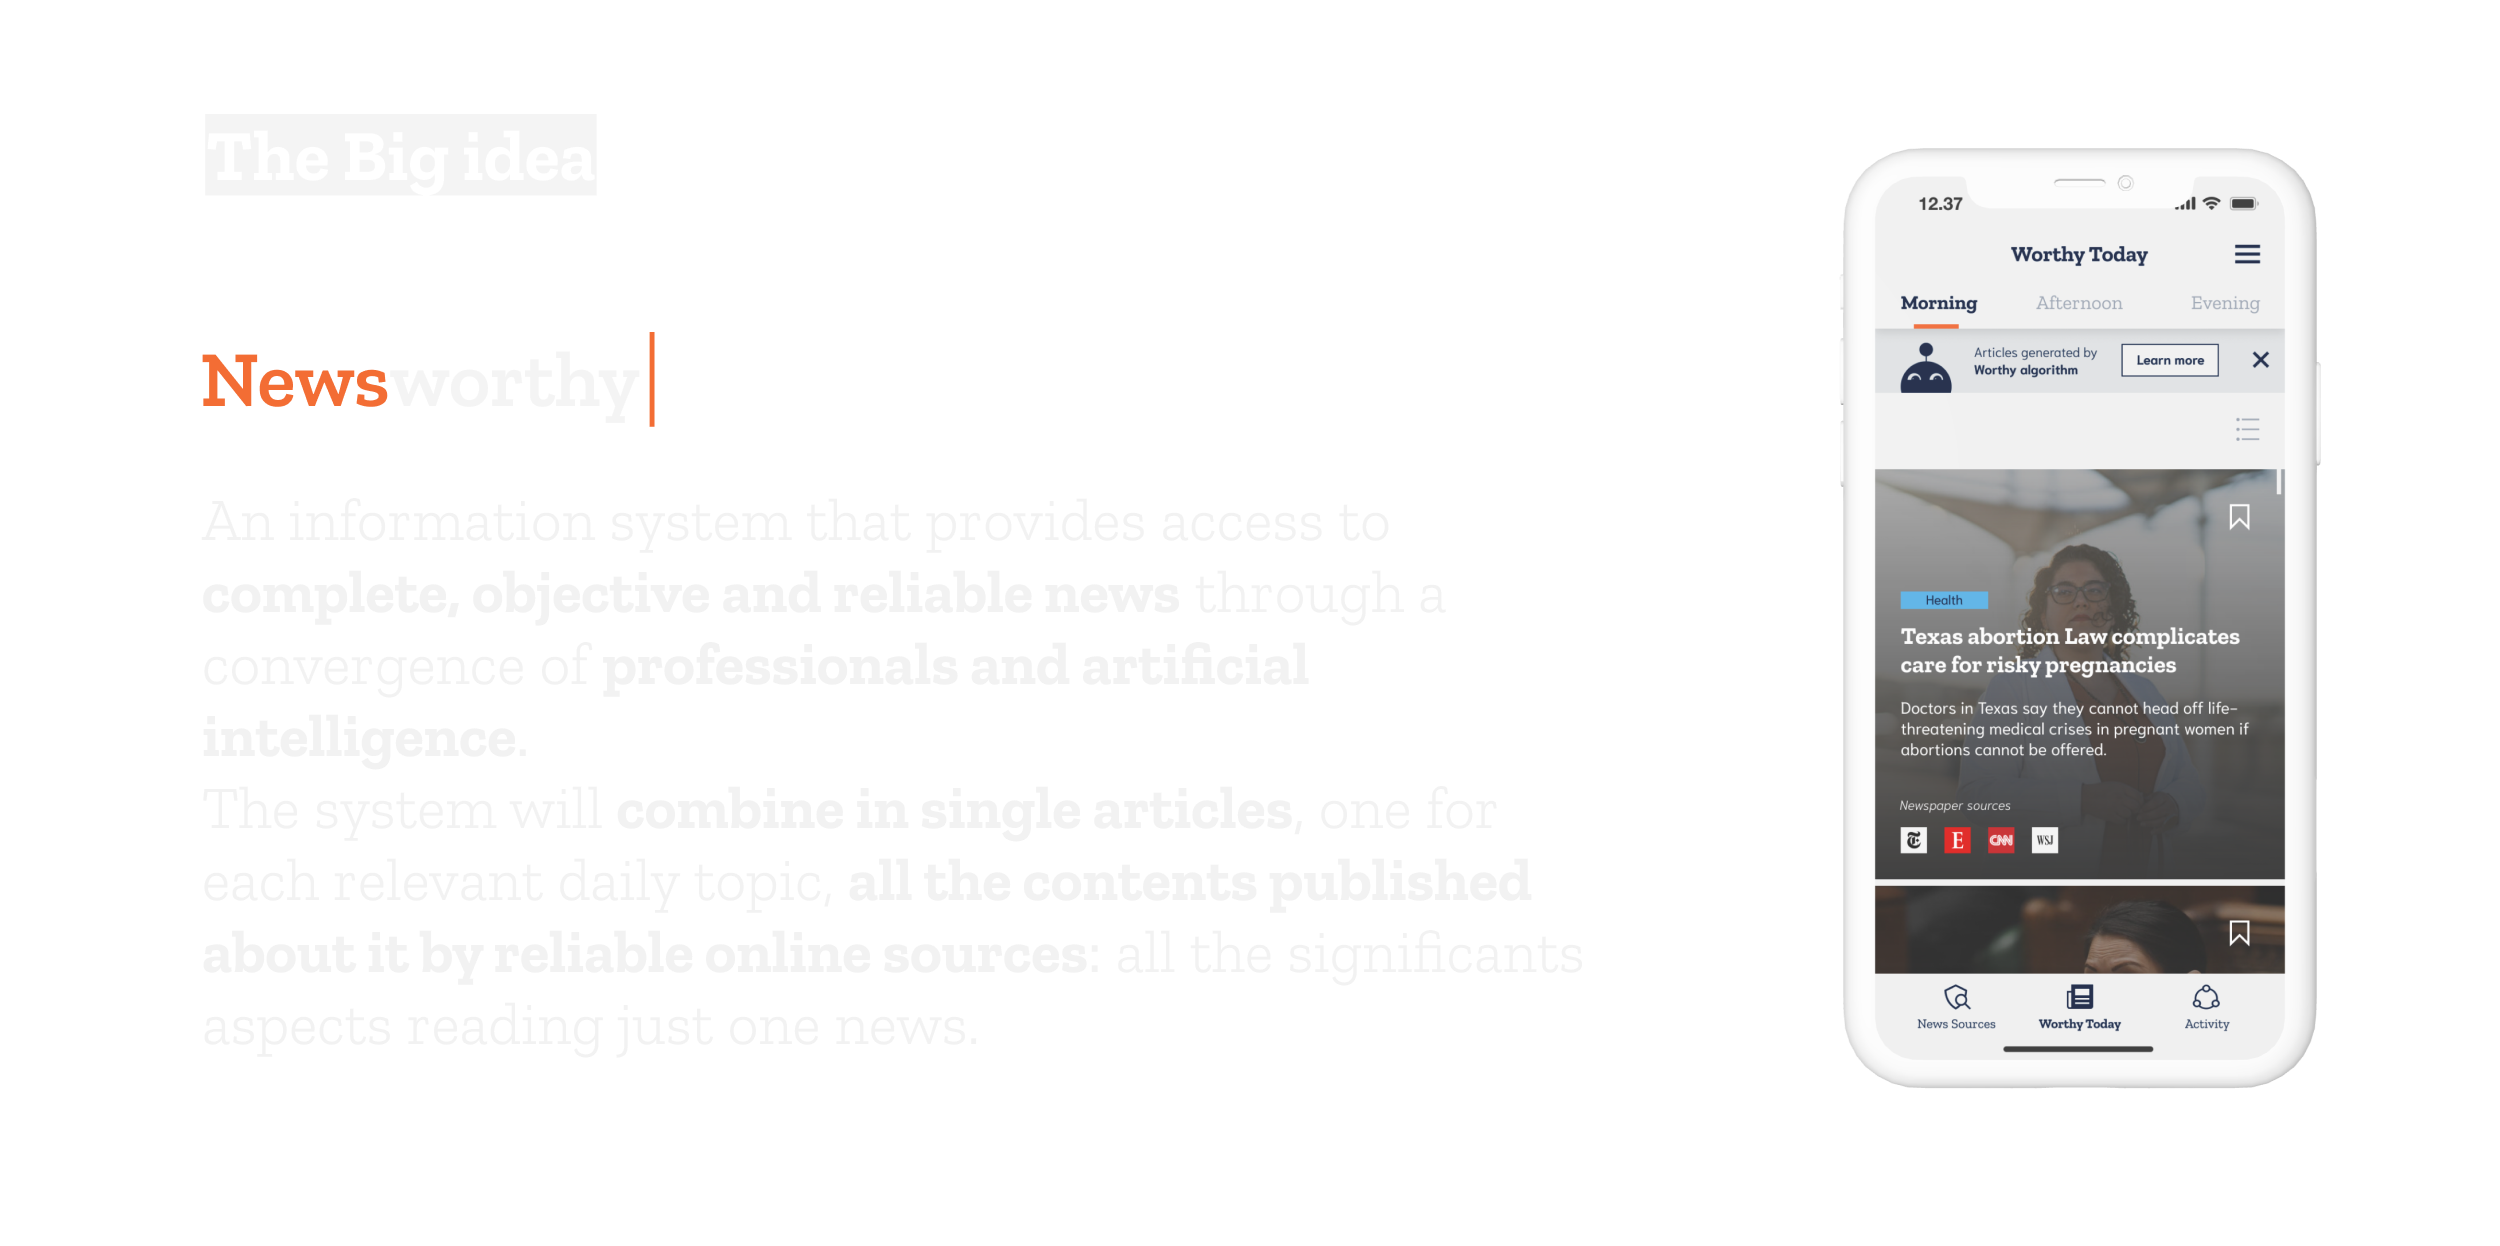 The Big idea
Newsworthy
An information system that provides access to
complete, objective and reliable news through a
convergence of professionals and artificial
intelligence.
The system will combine in single articles, one for
each relevant daily topic, all the contents published
about it by reliable online sources: all the significants
aspects reading just one news.
12.37
Worthy Today
Morning Afternoon Evening
Articles generated by
Worthy algorithm
Learn more
Health
Texas abortion Law complicates
care for risky pregnancies
Doctors in Texas say they cannot head off life-
threatening medical crises in pregnant women if
abortions cannot be offered.
Newspaper sources
T E CNN WSJ
News Sources Worthy Today Activity